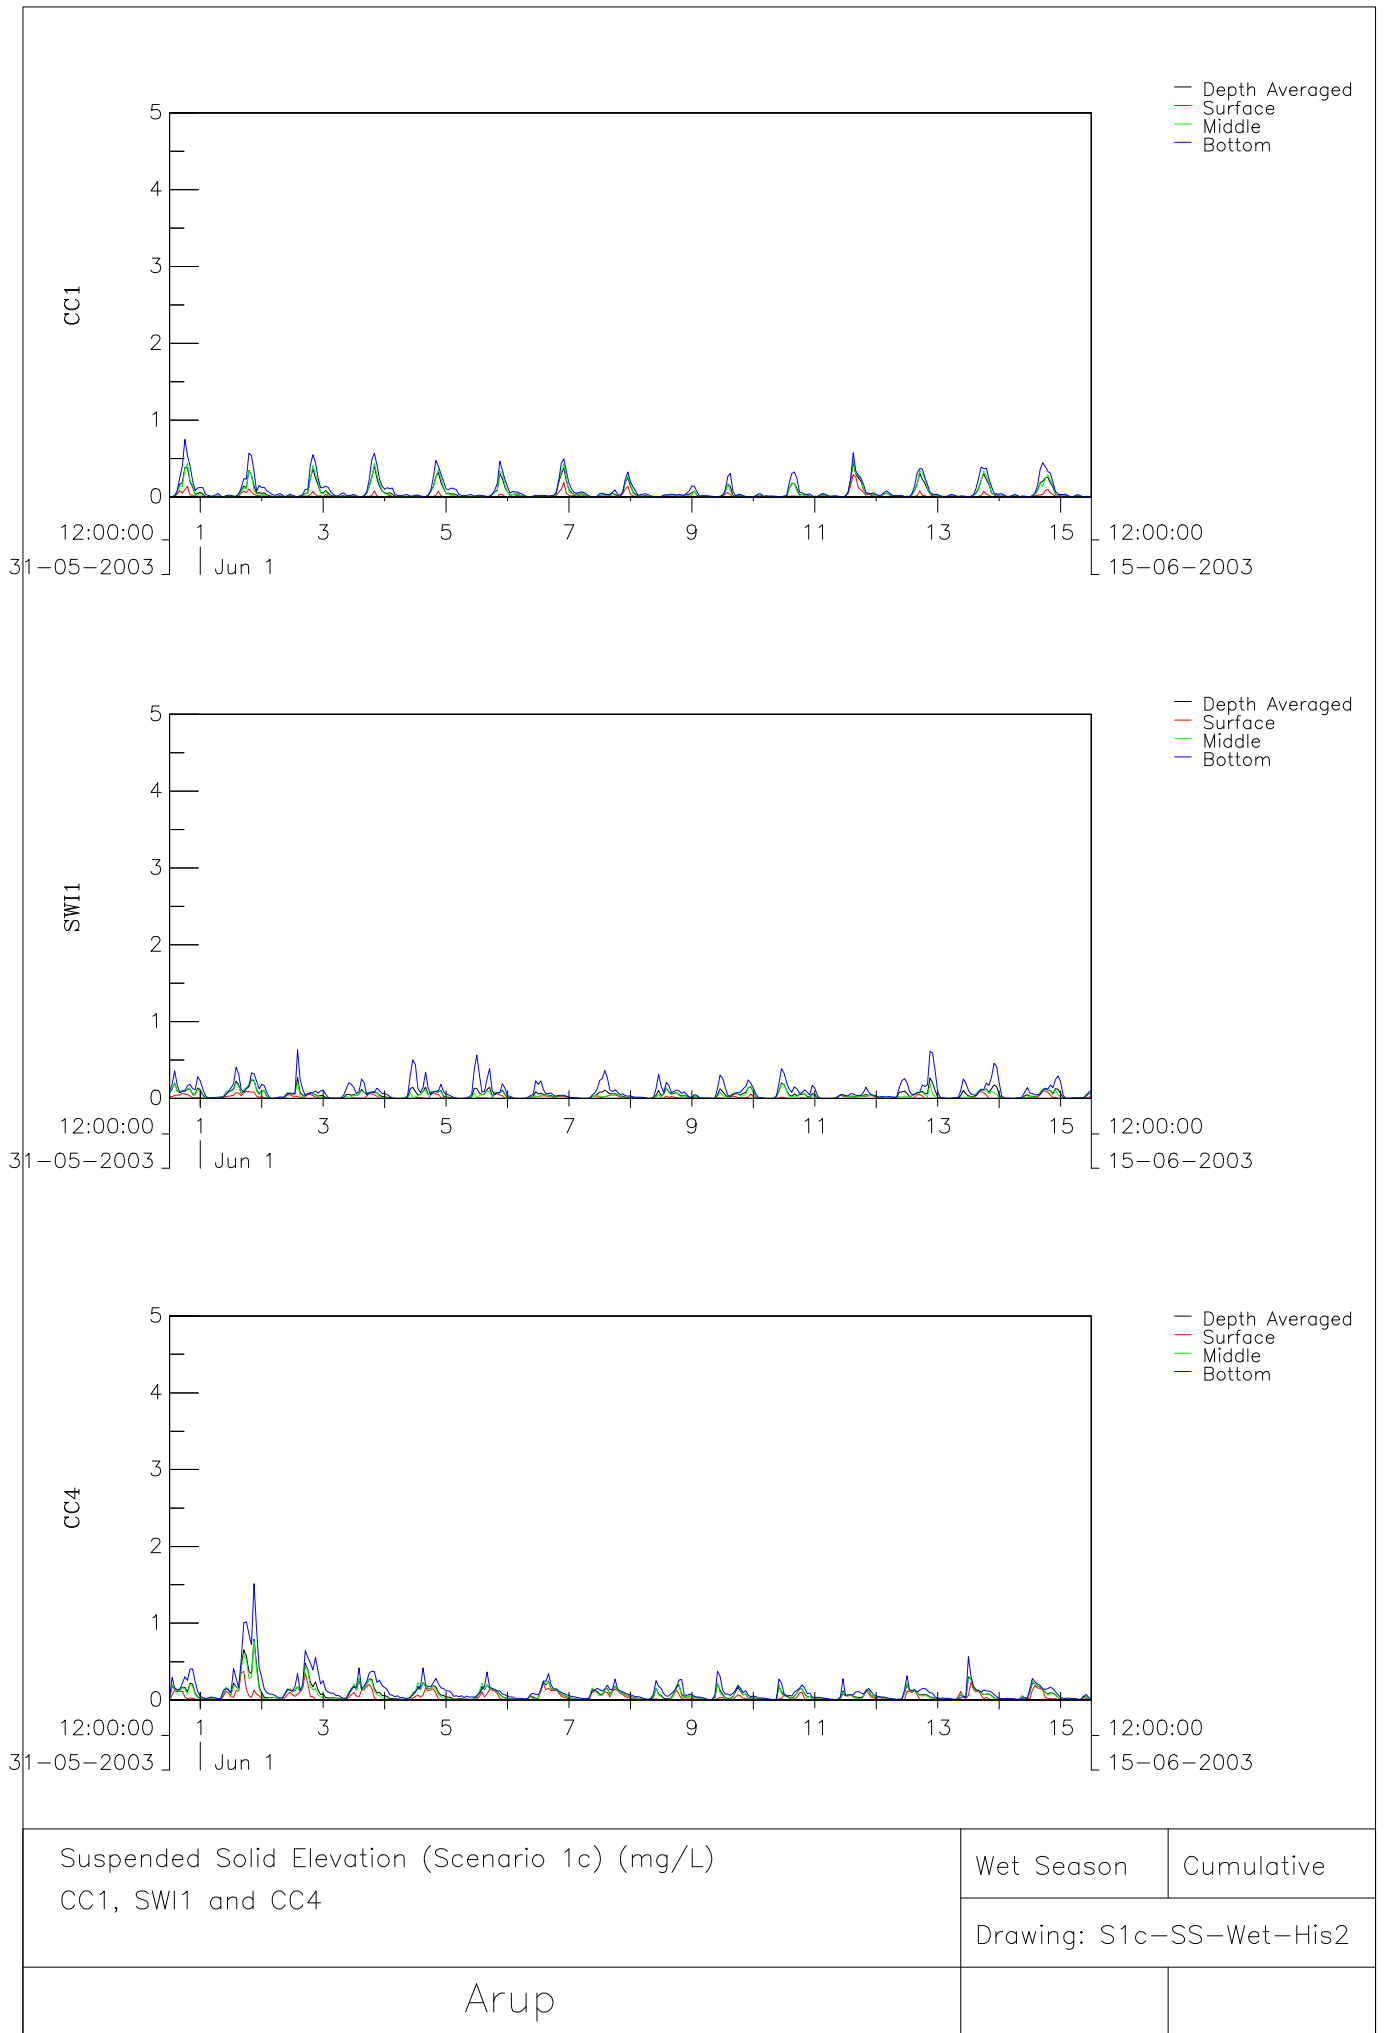 Depth Averaged
Surface
Middle
Bottom
5
4
3
2
1
0
CC1
12:00:00 1 3 5 7 9 11 13 15 12:00:00
31-05-2003 Jun 1 15-06-2003
Depth Averaged
Surface
Middle
Bottom
5
4
3
2
1
0
SWI1
12:00:00 1 3 5 7 9 11 13 15 12:00:00
31-05-2003 Jun 1 15-06-2003
Depth Averaged
Surface
Middle
Bottom
5
4
3
2
1
0
CC4
12:00:00 1 3 5 7 9 11 13 15 12:00:00
31-05-2003 Jun 1 15-06-2003
Suspended Solid Elevation (Scenario 1c) (mg/L)
CC1, SWI1 and CC4
Wet Season Cumulative
Drawing: S1c-SS-Wet-His2
Arup